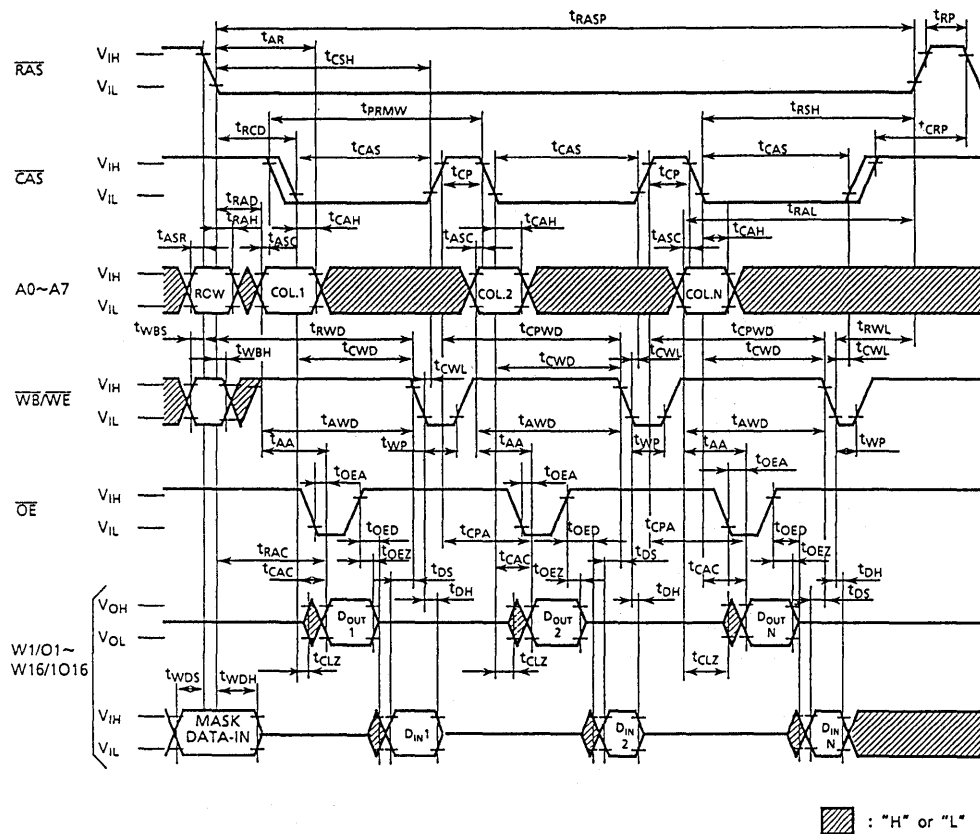 tRASP
tRP
tAR
tCSH
RAS
VIH
VIL
tPRMW
tRSH
tCRP
tRCD
tCAS
tCAS
tCAS
CAS
VIH
VIL
tCP
tCP
tRAD
tRAL
tRAH
tCAH
tCAH
tCAH
tASR
tASC
tASC
tASC
A0~A7
VIH
VIL
ROW
COL.1
COL.2
COL.N
tWBS
tWBH
tRWD
tCPWD
tCPWD
tRWL
tCWD
tCWD
tCWD
tCWL
tCWL
tCWL
WB/WE
VIH
VIL
tAWD
tAWD
tAWD
tAA
tWP
tAA
tWP
tAA
tWP
tOEA
tOEA
tOEA
OE
VIH
VIL
tOED
tCPA
tOED
tCPA
tOED
tRAC
tOEZ
tCAC
tOEZ
tCAC
tOEZ
tCAC
tDS
tDS
tDH
tDH
tDH
tDS
VOH
VOL
DOUT 1
DOUT 2
DOUT N
W1/O1~
W16/1O16
tCLZ
tCLZ
tCLZ
tWDS
tWDH
VIH
VIL
MASK
DATA-IN
DIN 1
DIN 2
DIN N
: "H" or "L"